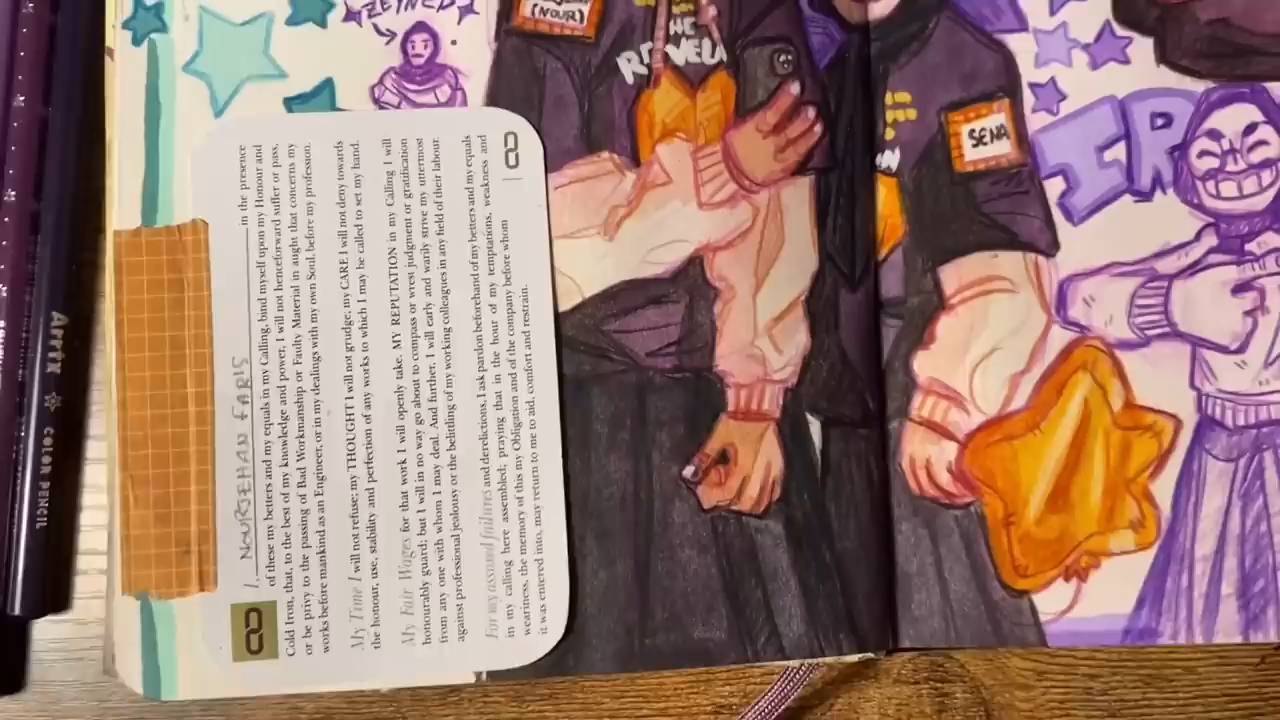 ZEINED
(NOUR)
THE
REVELU
SENA
IR
Arrtx COLOR PENCIL
I, NOURJEHAN FARIS in the presence
of these my betters and my equals in my Calling, bind myself upon my Honour and
Cold Iron, that, to the best of my knowledge and power, I will not henceforward suffer or pass,
or be privy to the passing of Bad Workmanship or Faulty Material in aught that concerns my
works before mankind as an Engineer, or in my dealings with my own Soul, before my profession.
My Time I will not refuse; my THOUGHT I will not grudge; my CARE I will not deny towards
the honour, use, stability and perfection of any works to which I may be called to set my hand.
My Fair Wages for that work I will openly take. MY REPUTATION in my Calling I will
honourably guard; but I will in no way go about to compass or wrest judgment or gratification
from any one with whom I may deal. And further, I will early and warily strive my uttermost
against professional jealousy or the belittling of my working colleagues in any field of their labour.
For my assured failures and derelictions, I ask pardon beforehand of my betters and my equals
in my calling here assembled; praying that in the hour of my temptations, weakness and
weariness, the memory of this my Obligation and of the company before whom
it was entered into, may return to me to aid, comfort and restrain.